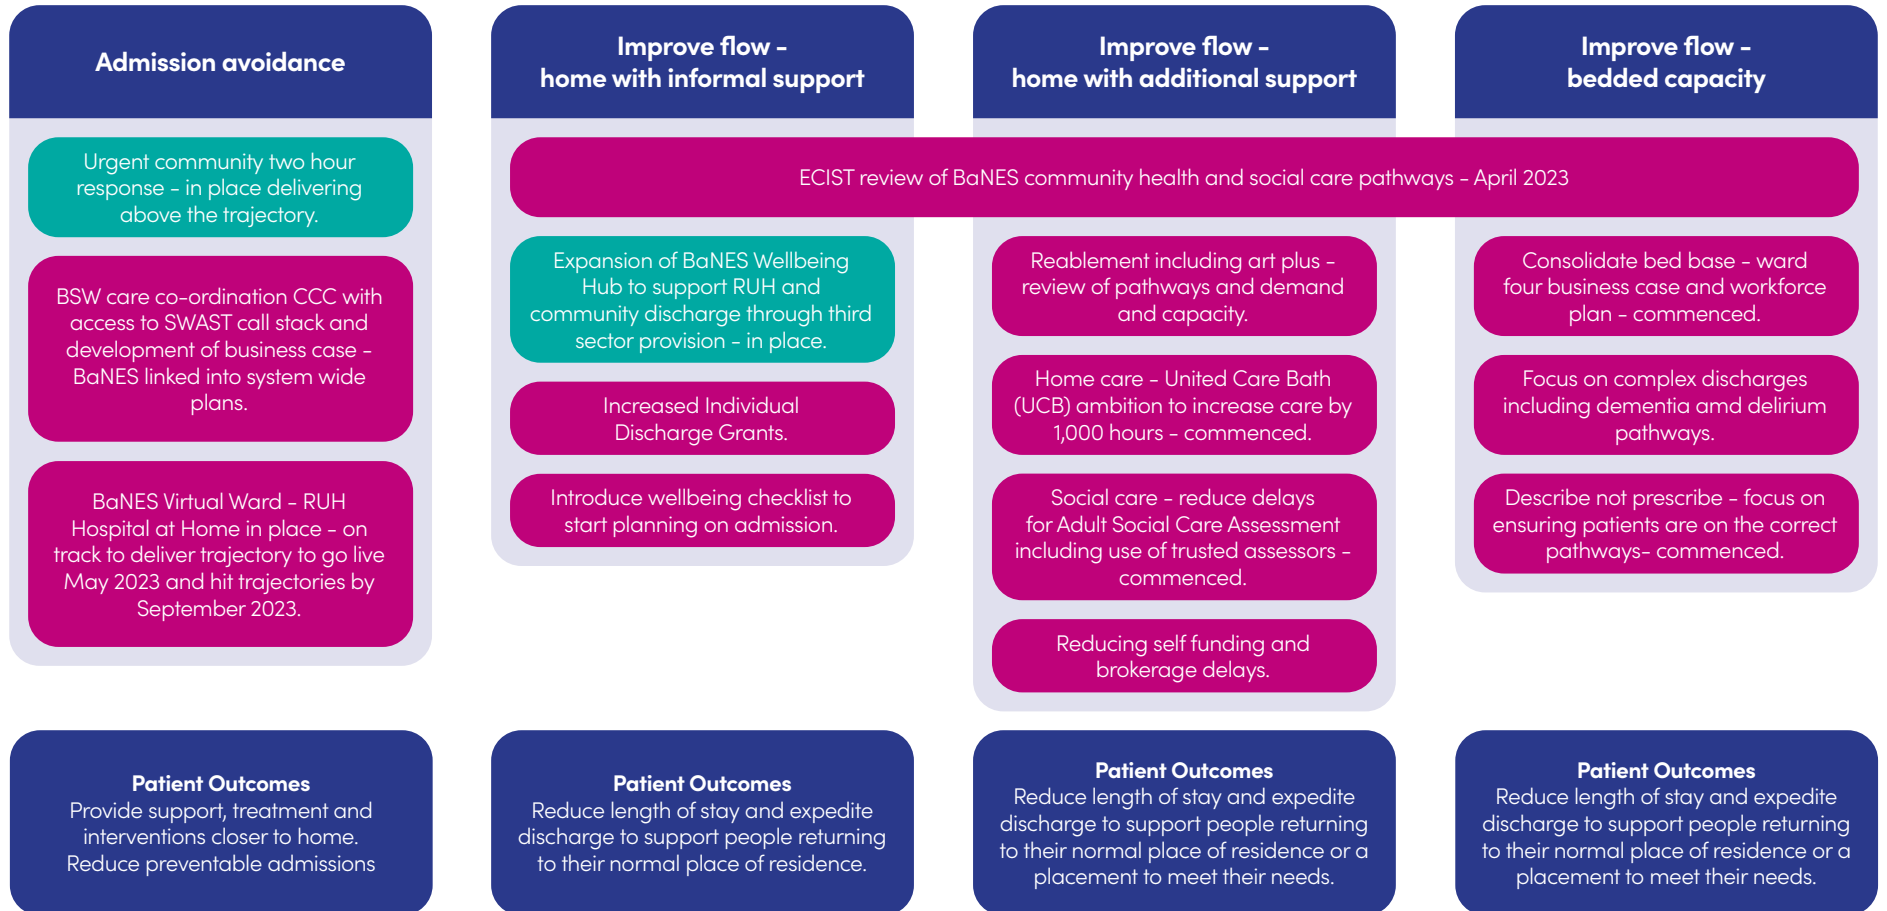 Admission avoidance
Urgent community two hour
response - in place delivering
above the trajectory.
BSW care co-ordination CCC with
access to SWAST call stack and
development of business case -
BaNES linked into system wide
plans.
BaNES Virtual Ward - RUH
Hospital at Home in place - on
track to deliver trajectory to go live
May 2023 and hit trajectories by
September 2023.
Improve flow -
home with informal support
Improve flow -
home with additional support
Improve flow -
bedded capacity
ECIST review of BaNES community health and social care pathways - April 2023
Expansion of BaNES Wellbeing
Hub to support RUH and
community discharge through third
sector provision - in place.
Increased Individual
Discharge Grants.
Introduce wellbeing checklist to
start planning on admission.
Reablement including art plus -
review of pathways and demand
and capacity.
Home care - United Care Bath
(UCB) ambition to increase care by
1,000 hours - commenced.
Social care - reduce delays
for Adult Social Care Assessment
including use of trusted assessors -
commenced.
Reducing self funding and
brokerage delays.
Consolidate bed base - ward
four business case and workforce
plan - commenced.
Focus on complex discharges
including dementia amd delirium
pathways.
Describe not prescribe - focus on
ensuring patients are on the correct
pathways- commenced.
Patient Outcomes
Provide support, treatment and
interventions closer to home.
Reduce preventable admissions
Patient Outcomes
Reduce length of stay and expedite
discharge to support people returning
to their normal place of residence.
Patient Outcomes
Reduce length of stay and expedite
discharge to support people returning
to their normal place of residence or a
placement to meet their needs.
Patient Outcomes
Reduce length of stay and expedite
discharge to support people returning
to their normal place of residence or a
placement to meet their needs.